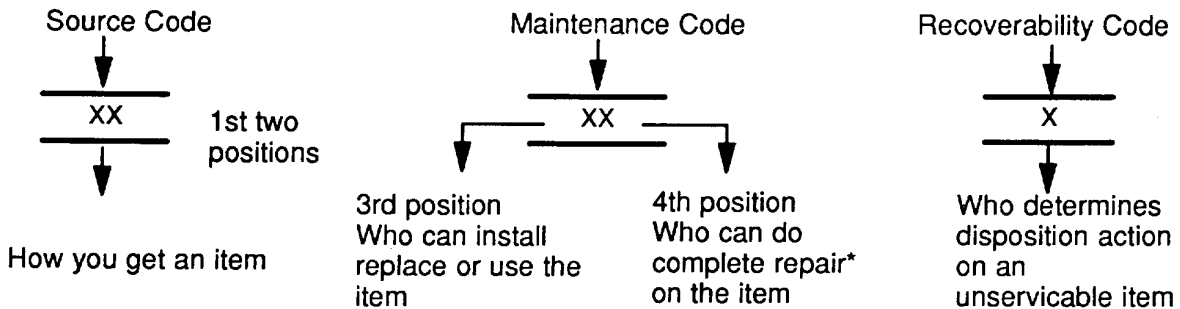 Source Code
XX
1st two
positions
How you get an item
Maintenance Code
XX
3rd position
Who can install
replace or use the
item
4th position
Who can do
complete repair*
on the item
Recoverability Code
X
Who determines
disposition action
on an
unservicable item